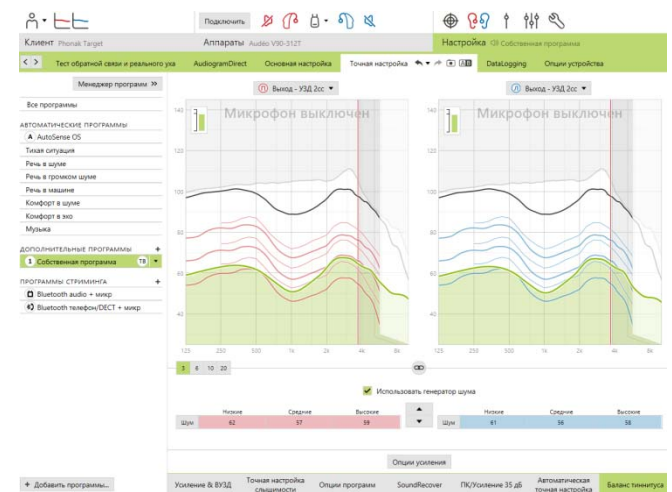 Подключить
Клиент Phonak Target
Аппараты Audéo V90-312T
Настройка Собственная программа
Тест обратной связи и реального уха
AudiogramDirect
Основная настройка
Точная настройка
DataLogging
Опции устройства
Менеджер программ »
Все программы
АВТОМАТИЧЕСКИЕ ПРОГРАММЫ
A AutoSense OS
Тихая ситуация
Речь в шуме
Речь в громком шуме
Речь в машине
Комфорт в шуме
Комфорт в эхо
Музыка
ДОПОЛНИТЕЛЬНЫЕ ПРОГРАММЫ +
1 Собственная программа TB
ПРОГРАММЫ СТРИМИНГА +
Bluetooth audio + микр
Bluetooth телефон/DECT + микр
+ Добавить программы...
Выход - УЗД 2cc
Микрофон выключен
140
120
100
80
60
40
125 250 500 1k 2k 4k 8k
Выход - УЗД 2cc
Микрофон выключен
140
120
100
80
60
40
125 250 500 1k 2k 4k 8k
3 6 10 20
Использовать генератор шума
Низкие Средние Высокие
Шум 62 57 59
Низкие Средние Высокие
Шум 61 56 58
Опции усиления
Усиление & ВУЗД
Точная настройка слышимости
Опции программ
SoundRecover
ПК/Усиление 35 дБ
Автоматическая точная настройка
Баланс тиннитуса